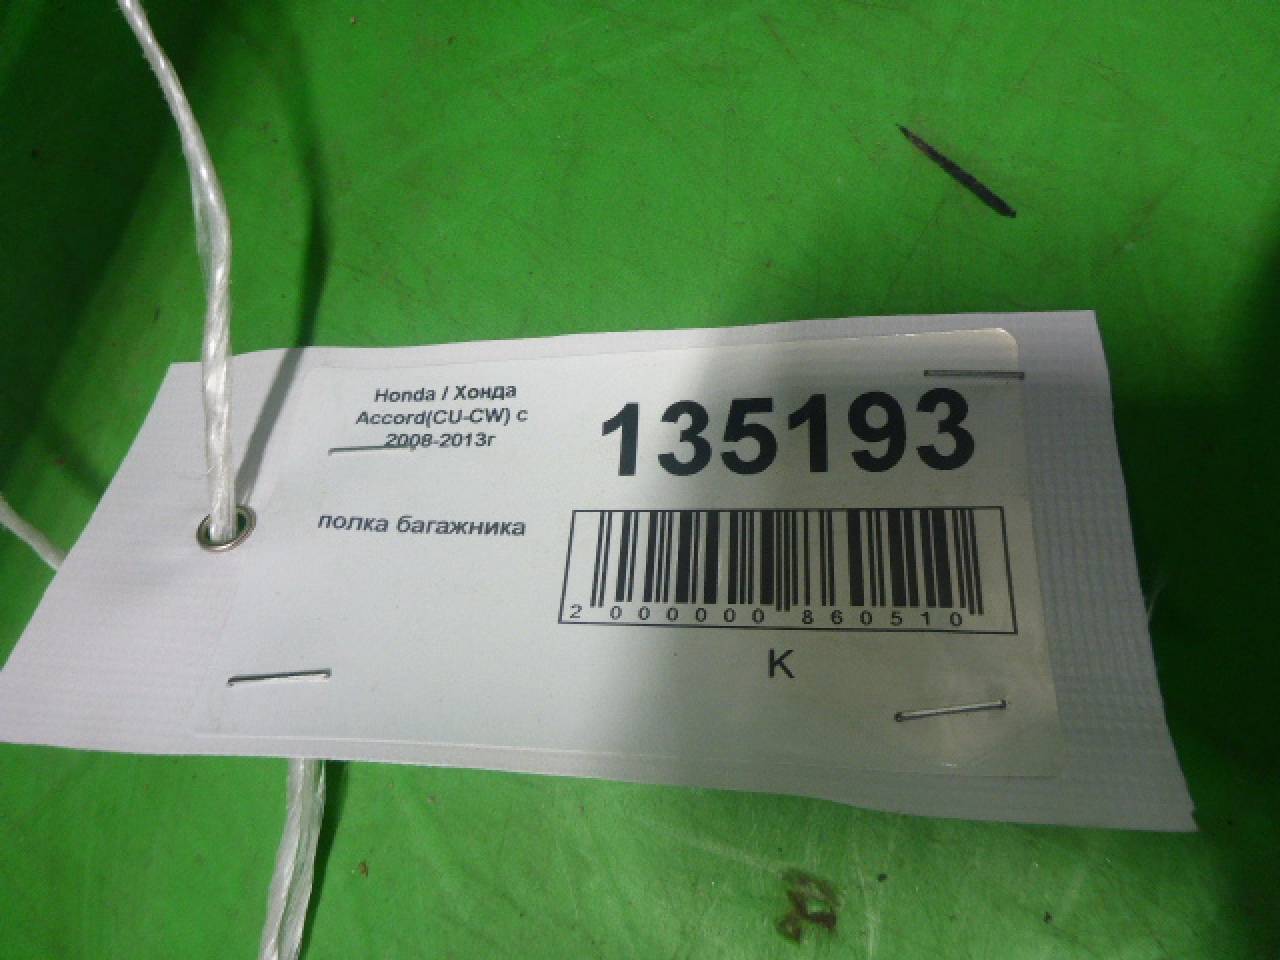 Honda / Хонда
Accord(CU-CW) с
2008-2013г
135193
полка багажника
2 000000 860510
K